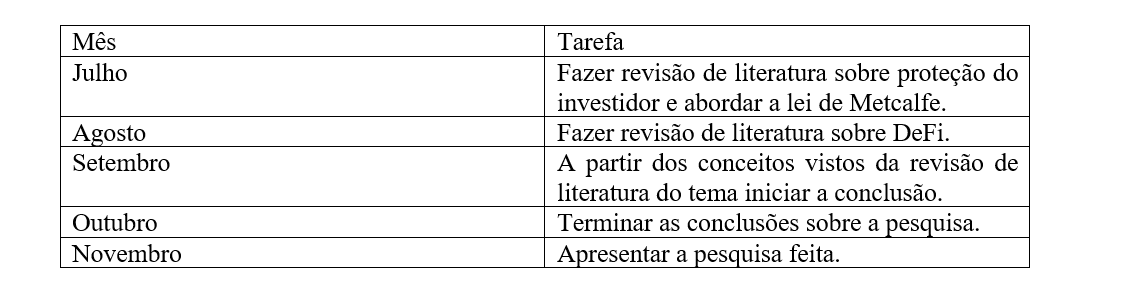 Mês Tarefa
Julho Fazer revisão de literatura sobre proteção do
investidor e abordar a lei de Metcalfe.
Agosto Fazer revisão de literatura sobre DeFi.
Setembro A partir dos conceitos vistos da revisão de
literatura do tema iniciar a conclusão.
Outubro Terminar as conclusões sobre a pesquisa.
Novembro Apresentar a pesquisa feita.